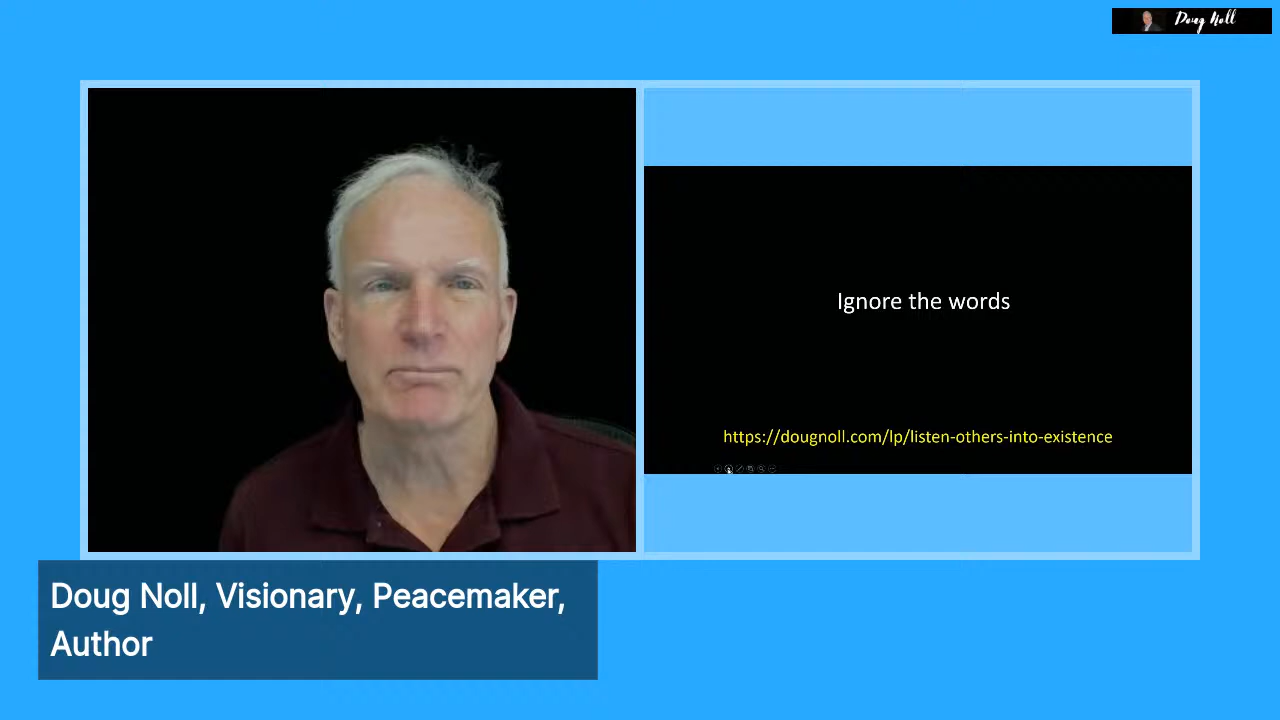 Doug Noll
Ignore the words
https://dougnoll.com/lp/listen-others-into-existence
Doug Noll, Visionary, Peacemaker,
Author